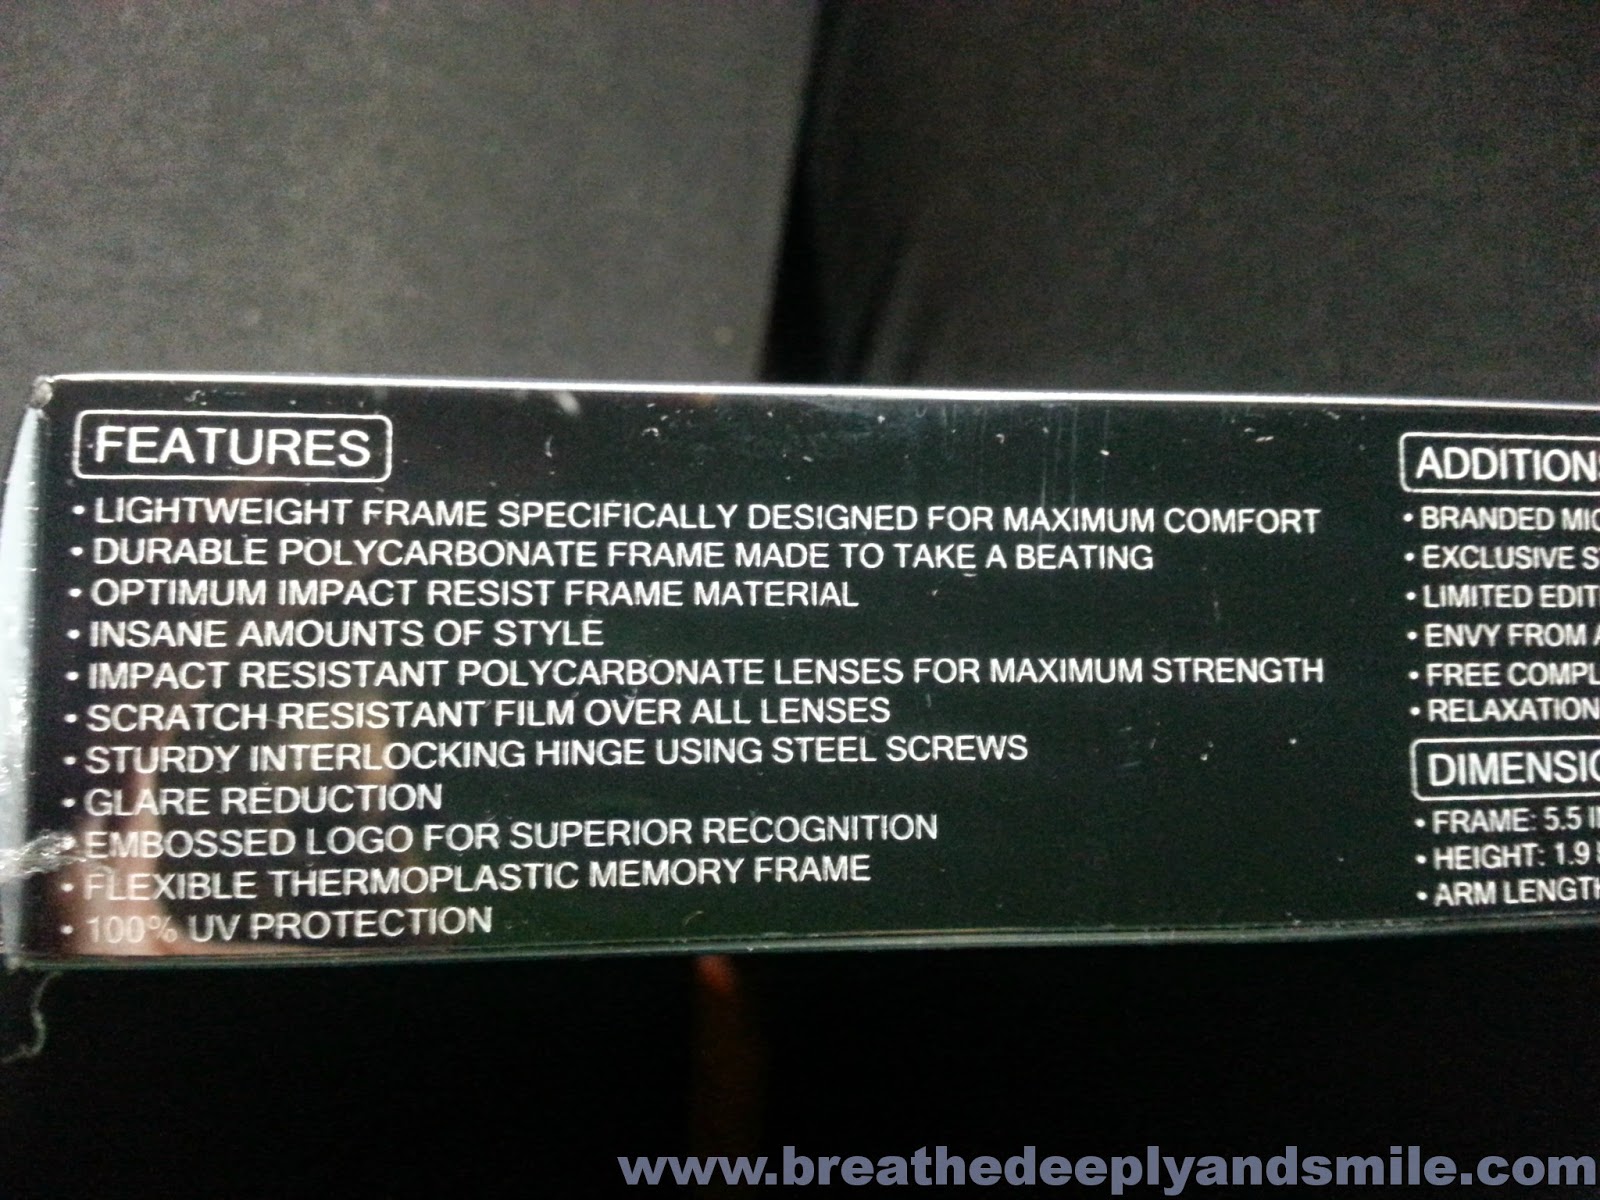 FEATURES
• LIGHTWEIGHT FRAME SPECIFICALLY DESIGNED FOR MAXIMUM COMFORT
• DURABLE POLYCARBONATE FRAME MADE TO TAKE A BEATING
• OPTIMUM IMPACT RESIST FRAME MATERIAL
• INSANE AMOUNTS OF STYLE
• IMPACT RESISTANT POLYCARBONATE LENSES FOR MAXIMUM STRENGTH
• SCRATCH RESISTANT FILM OVER ALL LENSES
• STURDY INTERLOCKING HINGE USING STEEL SCREWS
• GLARE REDUCTION
• EMBOSSED LOGO FOR SUPERIOR RECOGNITION
• FLEXIBLE THERMOPLASTIC MEMORY FRAME
• 100% UV PROTECTION
ADDITION
• BRANDED
• EXCLUSIVE
• LIMITED
• ENVY FROM
• FREE
• RELAXATION
• FRAME: 5.5
• HEIGHT: 1.9
• ARM LENGTH
www.breathedeeplyandsmile.com